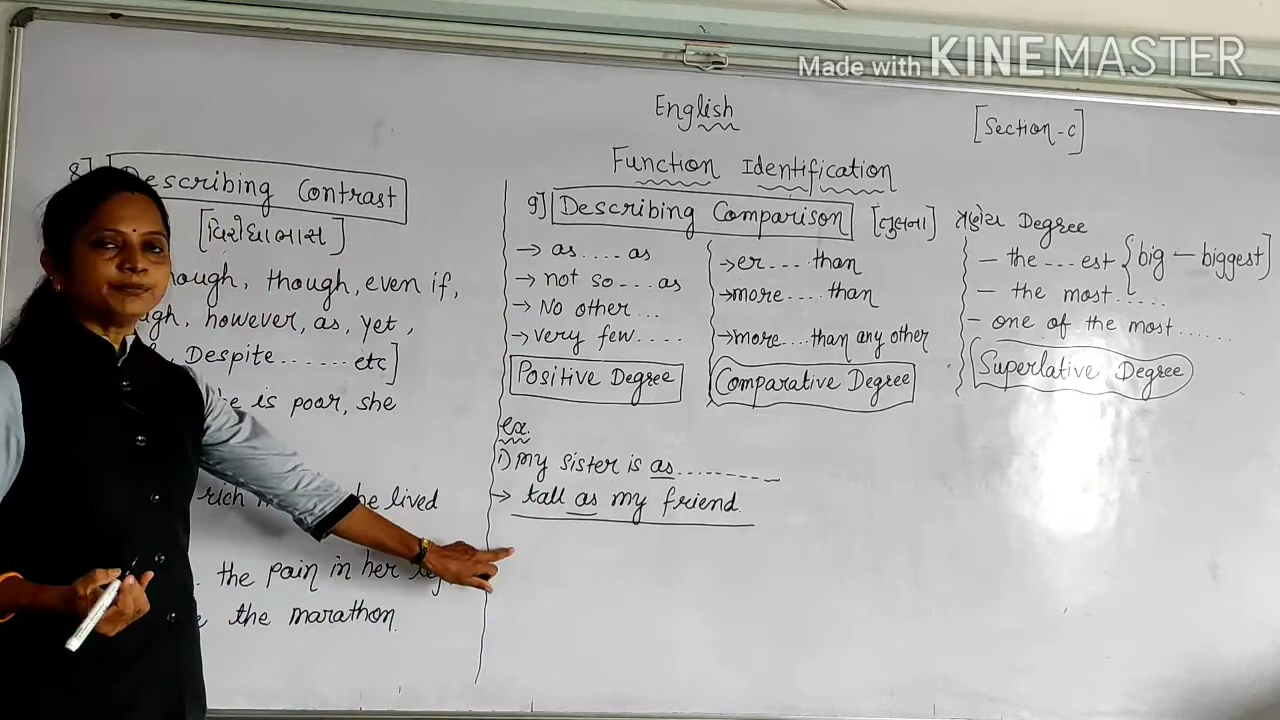 Made with KINEMASTER
English
[Section-C]
Function Identification
8] Describing Contrast
[વિરોધાભાસ]
though, even if,
however, as, yet,
Despite.......etc]
is poor, she
rich
lived
the pain in her
the marathon.
9] Describing Comparison [તુલના] Degree
→ as....as
→ not so...as
→ No other...
→ very few....
Positive Degree
→ er....than
→ more....than
→ more....than any other
Comparative Degree
- the...est {big - biggest]
- the most.....
- one of the most......
Superlative Degree
ex.
1) My sister is as..........
→ tall as my friend.